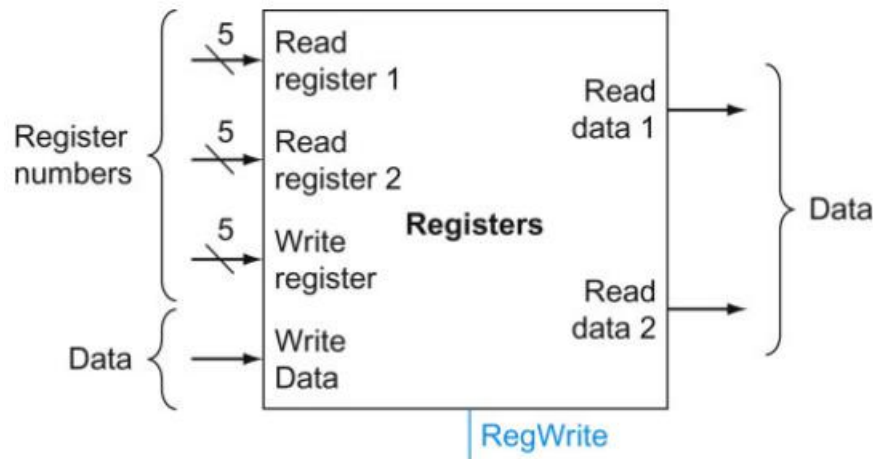 5
Read
register 1
5
Read
register 2
5
Write
register
Write
Data
Register
numbers
Data
Registers
Read
data 1
Read
data 2
Data
RegWrite